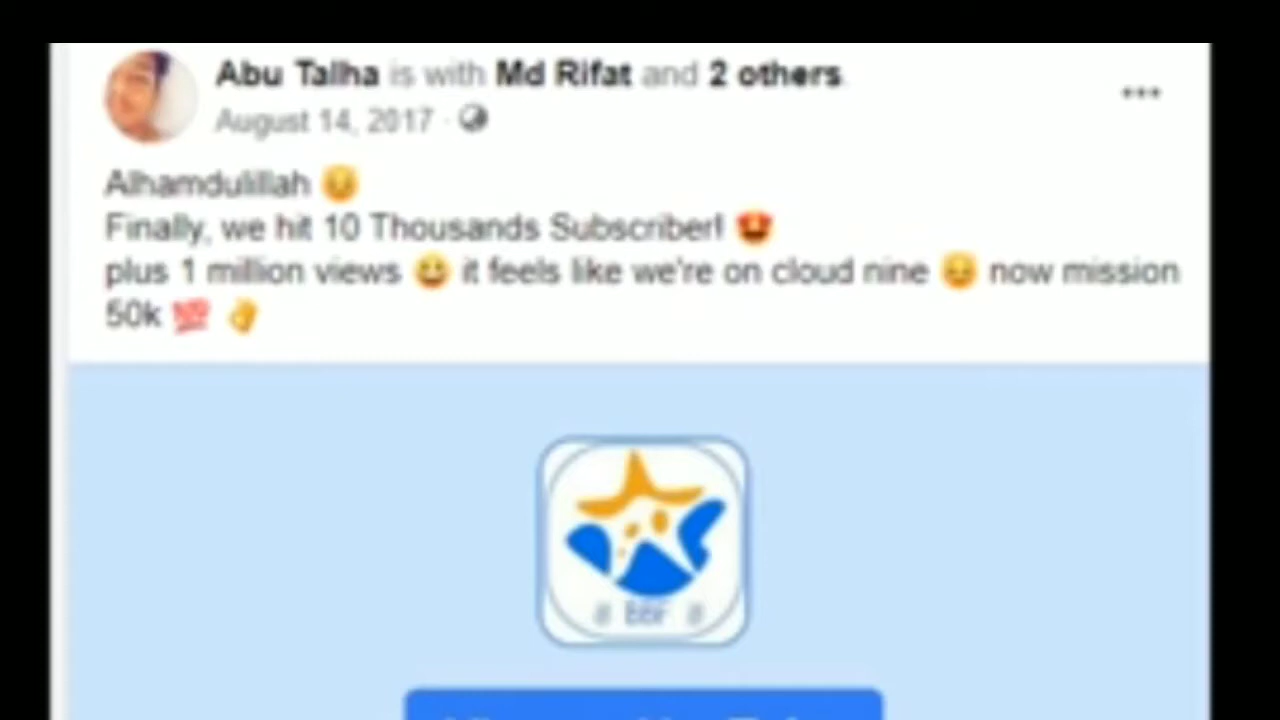 Abu Talha is with Md Rifat and 2 others.
August 14, 2017 ·
Alhamdulillah 😌
Finally, we hit 10 Thousands Subscriber! 🤩
plus 1 million views 😀 it feels like we're on cloud nine 😌 now mission
50k 💯 👌
BBF